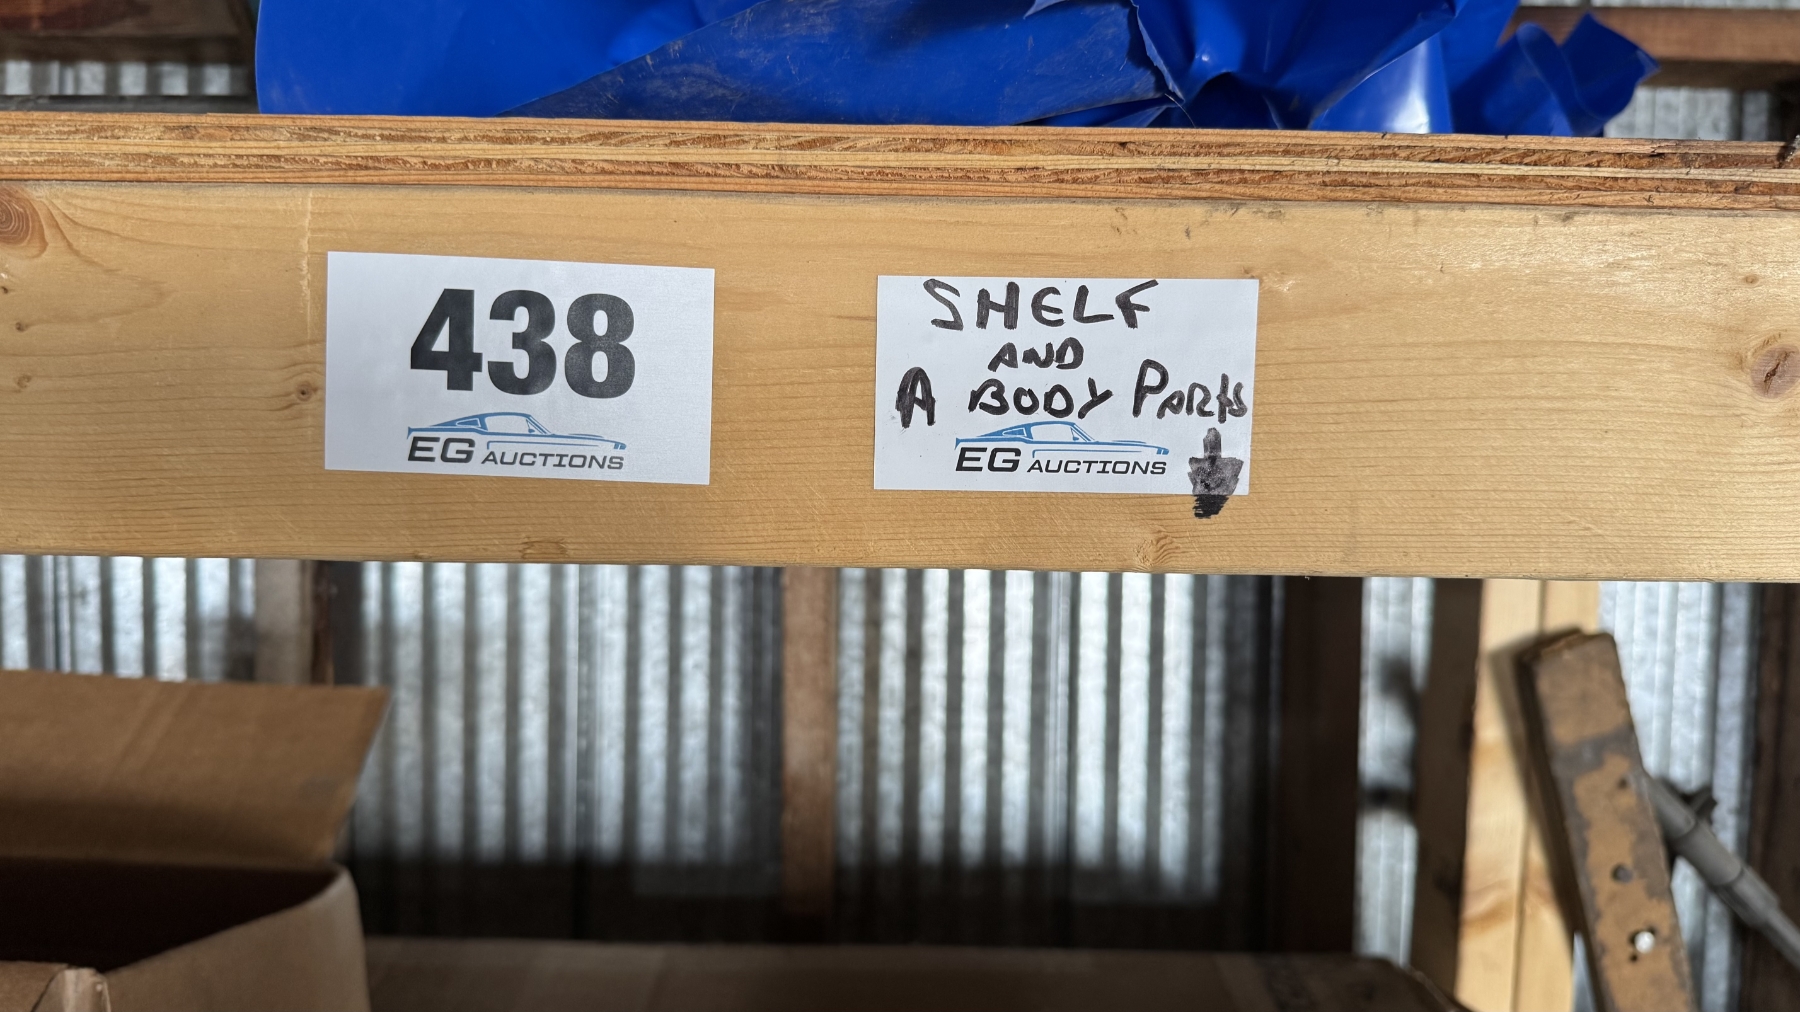 438
EG AUCTIONS
SHELF
AND
A BODY PARTS
EG AUCTIONS